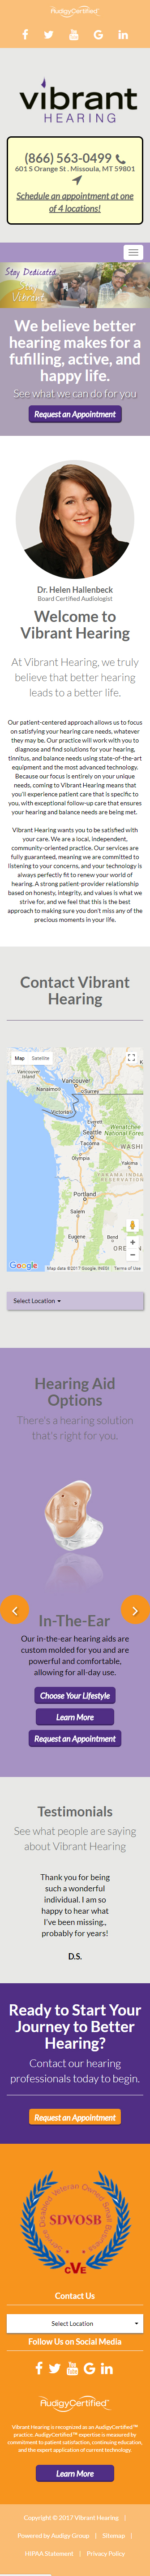 AudigyCertified™
vibrant
HEARING
(866) 563-0499
601 S Orange St. Missoula, MT 59801
Schedule an appointment at one
of 4 locations!
Stay Dedicated.
Stay
Vibrant.
We believe better
hearing makes for a
fufilling, active, and
happy life.
See what we can do for you
Request an Appointment
Dr. Helen Hallenbeck
Board Certified Audiologist
Welcome to
Vibrant Hearing
At Vibrant Hearing, we truly
believe that better hearing
leads to a better life.
Our patient-centered approach allows us to focus
on satisfying your hearing care needs, whatever
they may be. Our practice will work with you to
diagnose and find solutions for your hearing,
tinnitus, and balance needs using state-of-the-art
equipment and the most advanced technology.
Because our focus is entirely on your unique
needs, coming to Vibrant Hearing means that
you'll experience patient care that is specific to
you, with exceptional follow-up care that ensures
your hearing and balance needs are being met.
Vibrant Hearing wants you to be satisfied with
your care. We are a local, independent,
community-oriented practice. Our services are
fully guaranteed, meaning we are committed to
listening to your concerns, and your technology is
always perfectly fit to renew your world of
hearing. A strong patient-provider relationship
based on honesty, integrity, and values is what we
strive for, and we feel that this is the best
approach to making sure you don't miss any of the
precious moments in your life.
Contact Vibrant
Hearing
Map Satellite
Vancouver
Island
Vancouver
Nanaimo
Surrey
Victoria
Everett
Wenatchee
National
Forest
Seattle
Tacoma
WASHI
Olympia
Yakima
YAKAMA INDIA
RESERVATION
Portland
Salem
Eugene
Bend
OREGON
Google
Map data ©2017 Google, INEGI Terms of Use
Select Location
Hearing Aid
Options
There's a hearing solution
that's right for you.
In-The-Ear
Our in-the-ear hearing aids are
custom molded for you and are
powerful and comfortable,
allowing for all-day use.
Choose Your Lifestyle
Learn More
Request an Appointment
Testimonials
See what people are saying
about Vibrant Hearing
Thank you for being
such a wonderful
individual. I am so
happy to hear what
I've been missing.,
probably for years!
D.S.
Ready to Start Your
Journey to Better
Hearing?
Contact our hearing
professionals today to begin.
Request an Appointment
Service Disabled Veteran Owned Small Business
SDVOSB
CVE
Contact Us
Select Location
Follow Us on Social Media
AudigyCertified™
Vibrant Hearing is recognized as an AudigyCertified™
practice. AudigyCertified™ expertise is measured by
commitment to patient satisfaction, continuing education,
and the expert application of current technology.
Learn More
Copyright © 2017 Vibrant Hearing |
Powered by Audigy Group | Sitemap |
HIPAA Statement | Privacy Policy